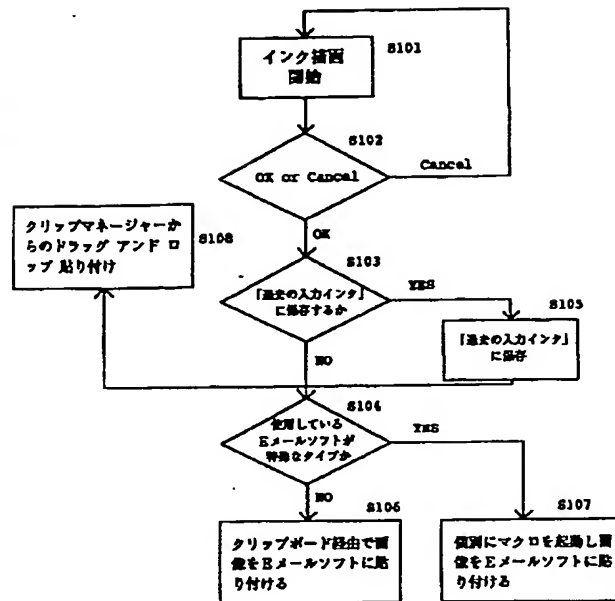 インク描画
開始
S101
S102
OK or Cancel
Cancel
OK
クリップマネージャーか
らのドラッグ アンド ロ
ップ 貼り付け
S108
S103
「過去の入力インク」
に保存するか
YES
NO
S105
「過去の入力インク」
に保存
S104
使用している
Eメールソフトが
特殊なタイプか
YES
NO
S106
クリップボード経由で画
像をEメールソフトに貼
り付ける
S107
個別にマクロを起動し画
像をEメールソフトに貼
り付ける